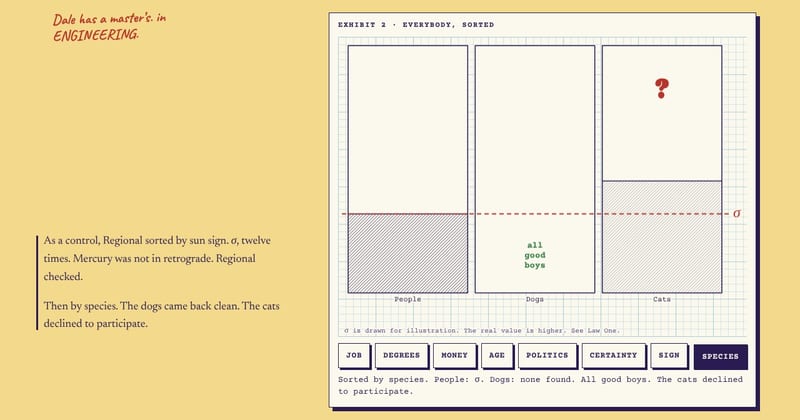 Dale has a master's. in
ENGINEERING.
As a control, Regional sorted by sun sign. σ, twelve
times. Mercury was not in retrograde. Regional
checked.
Then by species. The dogs came back clean. The cats
declined to participate.
EXHIBIT 2 · EVERYBODY, SORTED
?
σ
all
good
boys
People
Dogs
Cats
σ is drawn for illustration. The real value is higher. See Law One.
JOB
DEGREES
MONEY
AGE
POLITICS
CERTAINTY
SIGN
SPECIES
Sorted by species. People: σ. Dogs: none found. All good boys. The cats declined
to participate.